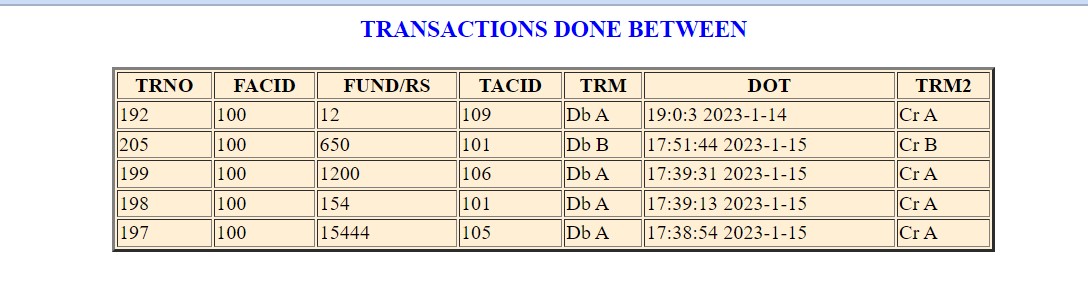 TRANSACTIONS DONE BETWEEN
TRNO FACID FUND/RS TACID TRM DOT TRM2
192 100 12 109 Db A 19:0:3 2023-1-14 Cr A
205 100 650 101 Db B 17:51:44 2023-1-15 Cr B
199 100 1200 106 Db A 17:39:31 2023-1-15 Cr A
198 100 154 101 Db A 17:39:13 2023-1-15 Cr A
197 100 15444 105 Db A 17:38:54 2023-1-15 Cr A